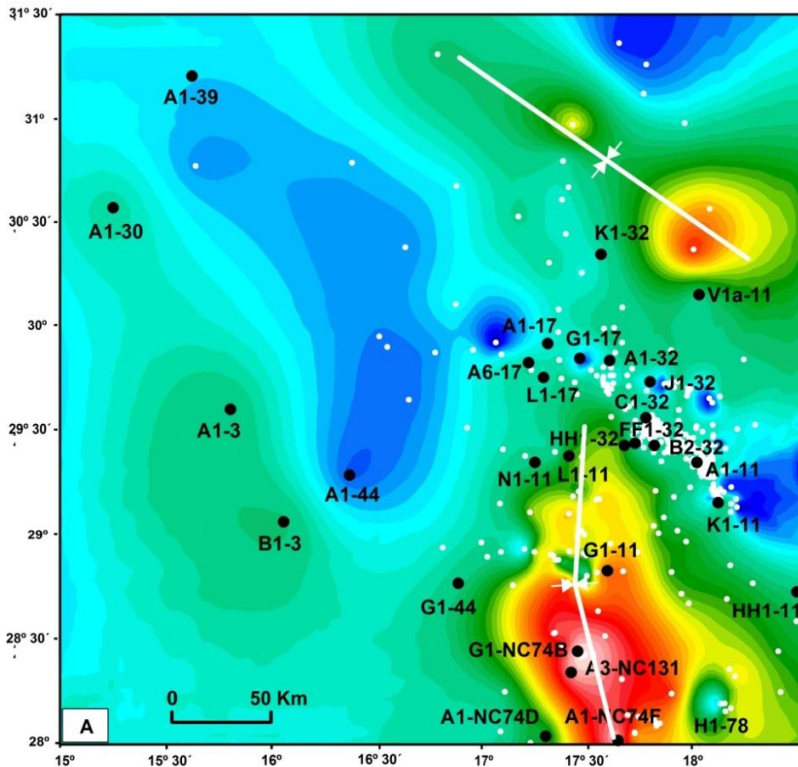 31° 30´
A1-39
31°
30° 30´
A1-30
K1-32
V1a-11
30°
A1-17
G1-17
A1-32
A6-17
L1-17
J1-32
C1-32
29° 30´
A1-3
FF1-32
HH1-32
B2-32
A1-11
A1-44
N1-11
L1-11
K1-11
29°
B1-3
G1-11
G1-44
HH1-11
28° 30´
G1-NC74B
A3-NC131
0 50 Km
A
A1-NC74D
A1-NC74F
H1-78
28°
15° 15° 30´ 16° 16° 30´ 17° 17° 30´ 18°